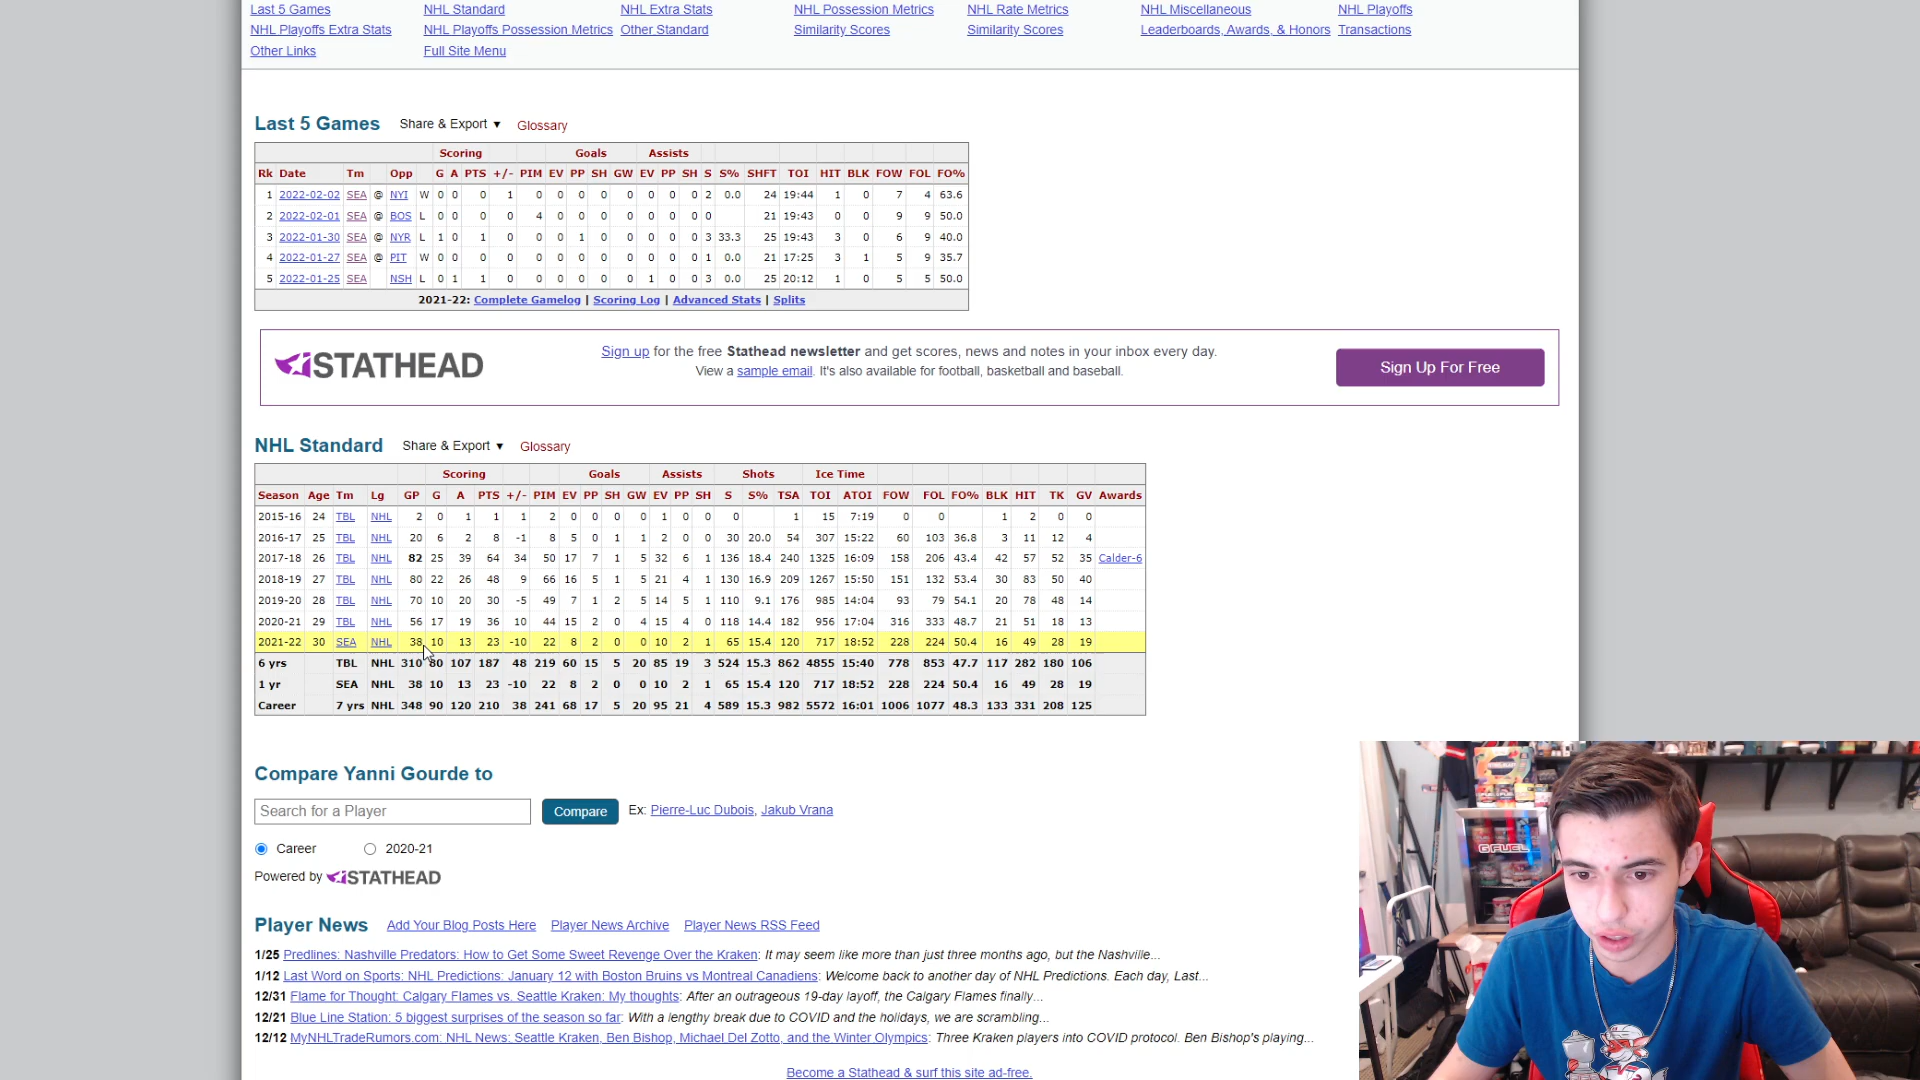 Last 5 Games NHL Standard NHL Extra Stats NHL Possession Metrics NHL Rate Metrics NHL Miscellaneous NHL Playoffs
NHL Playoffs Extra Stats NHL Playoffs Possession Metrics Other Standard Similarity Scores Similarity Scores Leaderboards, Awards, & Honors Transactions
Other Links Full Site Menu
Last 5 Games Share & Export ▼ Glossary
Scoring Goals Assists
Rk Date Tm Opp G A PTS +/- PIM EV PP SH GW EV PP SH S S% SHFT TOI HIT BLK FOW FOL FO%
1 2022-02-02 SEA @ NYI W 0 0 0 1 0 0 0 0 0 0 0 0 2 0.0 24 19:44 1 0 7 4 63.6
2 2022-02-01 SEA @ BOS L 0 0 0 0 4 0 0 0 0 0 0 0 0 21 19:43 0 0 9 9 50.0
3 2022-01-30 SEA @ NYR L 1 0 1 0 0 0 1 0 0 0 0 0 3 33.3 25 19:43 3 0 6 9 40.0
4 2022-01-27 SEA @ PIT W 0 0 0 0 0 0 0 0 0 0 0 0 1 0.0 21 17:25 3 1 5 9 35.7
5 2022-01-25 SEA NSH L 0 1 1 0 0 0 0 0 0 1 0 0 3 0.0 25 20:12 1 0 5 5 50.0
2021-22: Complete Gamelog | Scoring Log | Advanced Stats | Splits
STATHEAD
Sign up for the free Stathead newsletter and get scores, news and notes in your inbox every day.
View a sample email. It's also available for football, basketball and baseball.
Sign Up For Free
NHL Standard Share & Export ▼ Glossary
Scoring Goals Assists Shots Ice Time
Season Age Tm Lg GP G A PTS +/- PIM EV PP SH GW EV PP SH S S% TSA TOI ATOI FOW FOL FO% BLK HIT TK GV Awards
2015-16 24 TBL NHL 2 0 1 1 1 2 0 0 0 0 1 0 0 0 1 15 7:19 0 0 1 2 0 0
2016-17 25 TBL NHL 20 6 2 8 -1 8 5 0 1 1 2 0 0 30 20.0 54 307 15:22 60 103 36.8 3 11 12 4
2017-18 26 TBL NHL 82 25 39 64 34 50 17 7 1 5 32 6 1 136 18.4 240 1325 16:09 158 206 43.4 42 57 52 35 Calder-6
2018-19 27 TBL NHL 80 22 26 48 9 66 16 5 1 5 21 4 1 130 16.9 209 1267 15:50 151 132 53.4 30 83 50 40
2019-20 28 TBL NHL 70 10 20 30 -5 49 7 1 2 5 14 5 1 110 9.1 176 985 14:04 93 79 54.1 20 78 48 14
2020-21 29 TBL NHL 56 17 19 36 10 44 15 2 0 4 15 4 0 118 14.4 182 956 17:04 316 333 48.7 21 51 18 13
2021-22 30 SEA NHL 38 10 13 23 -10 22 8 2 0 0 10 2 1 65 15.4 120 717 18:52 228 224 50.4 16 49 28 19
6 yrs TBL NHL 310 80 107 187 48 219 60 15 5 20 85 19 3 524 15.3 862 4855 15:40 778 853 47.7 117 282 180 106
1 yr SEA NHL 38 10 13 23 -10 22 8 2 0 0 10 2 1 65 15.4 120 717 18:52 228 224 50.4 16 49 28 19
Career 7 yrs NHL 348 90 120 210 38 241 68 17 5 20 95 21 4 589 15.3 982 5572 16:01 1006 1077 48.3 133 331 208 125
Compare Yanni Gourde to
Search for a Player Compare Ex: Pierre-Luc Dubois, Jakub Vrana
Career 2020-21
Powered by STATHEAD
G FUEL
Player News Add Your Blog Posts Here Player News Archive Player News RSS Feed
1/25 Predlines: Nashville Predators: How to Get Some Sweet Revenge Over the Kraken: It may seem like more than just three months ago, but the Nashville...
1/12 Last Word on Sports: NHL Predictions: January 12 with Boston Bruins vs Montreal Canadiens: Welcome back to another day of NHL Predictions. Each day, Last...
12/31 Flame for Thought: Calgary Flames vs. Seattle Kraken: My thoughts: After an outrageous 19-day layoff, the Calgary Flames finally...
12/21 Blue Line Station: 5 biggest surprises of the season so far: With a lengthy break due to COVID and the holidays, we are scrambling...
12/12 MyNHLTradeRumors.com: NHL News: Seattle Kraken, Ben Bishop, Michael Del Zotto, and the Winter Olympics: Three Kraken players into COVID protocol. Ben Bishop's playing...
Become a Stathead & surf this site ad-free.